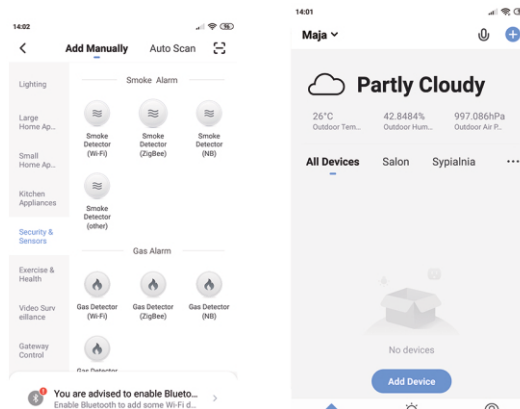 14:02
56
Add Manually Auto Scan
Lighting
Large
Home Ap...
Small
Home Ap...
Kitchen
Appliances
Security &
Sensors
Exercise &
Health
Video Surv
eillance
Gateway
Control
Smoke Alarm
Smoke
Detector
(Wi-Fi)
Smoke
Detector
(ZigBee)
Smoke
Detector
(NB)
Smoke
Detector
(other)
Gas Alarm
Gas Detector
(Wi-Fi)
Gas Detector
(ZigBee)
Gas Detector
(NB)
Gas Detector
You are advised to enable Blueto...
Enable Bluetooth to add some Wi-Fi d...
14:01
Maja
Partly Cloudy
26°C
Outdoor Tem...
42.8484%
Outdoor Hum...
997.086hPa
Outdoor Air P...
All Devices Salon Sypialnia ...
No devices
Add Device